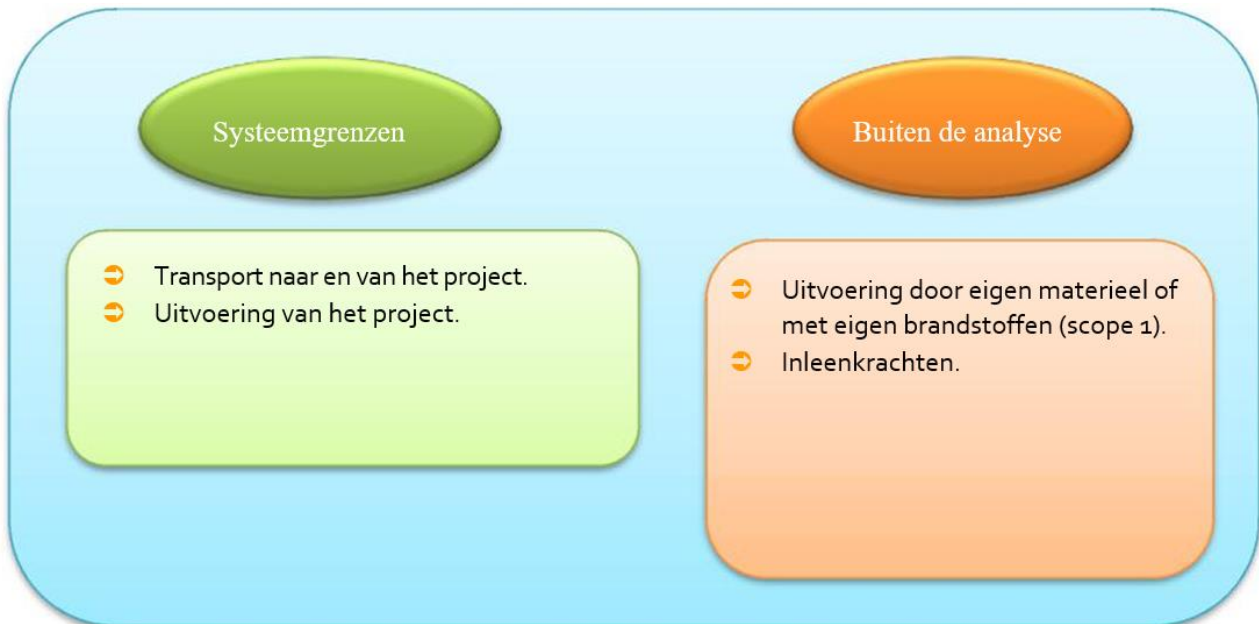 Systeemgrenzen
Transport naar en van het project.
Uitvoering van het project.
Buiten de analyse
Uitvoering door eigen materieel of
met eigen brandstoffen (scope 1).
Inleenkrachten.